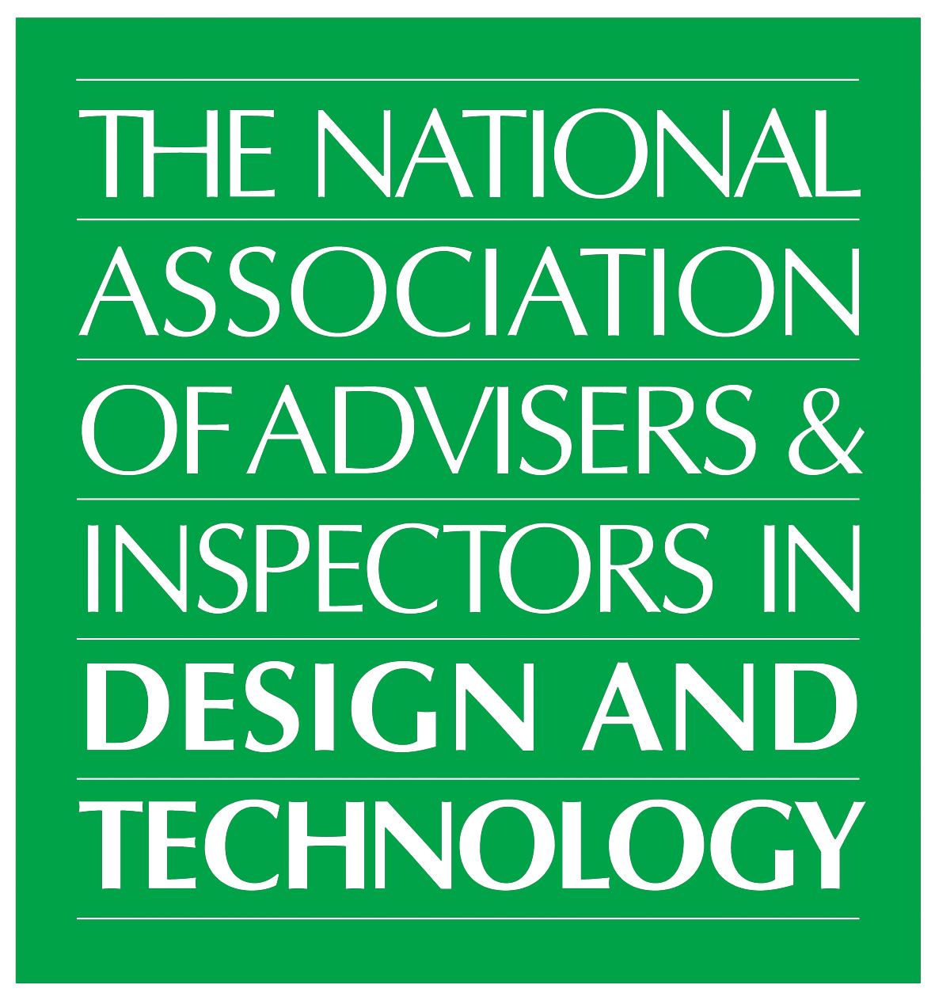 THE NATIONAL
ASSOCIATION
OF ADVISERS &
INSPECTORS IN
DESIGN AND
TECHNOLOGY